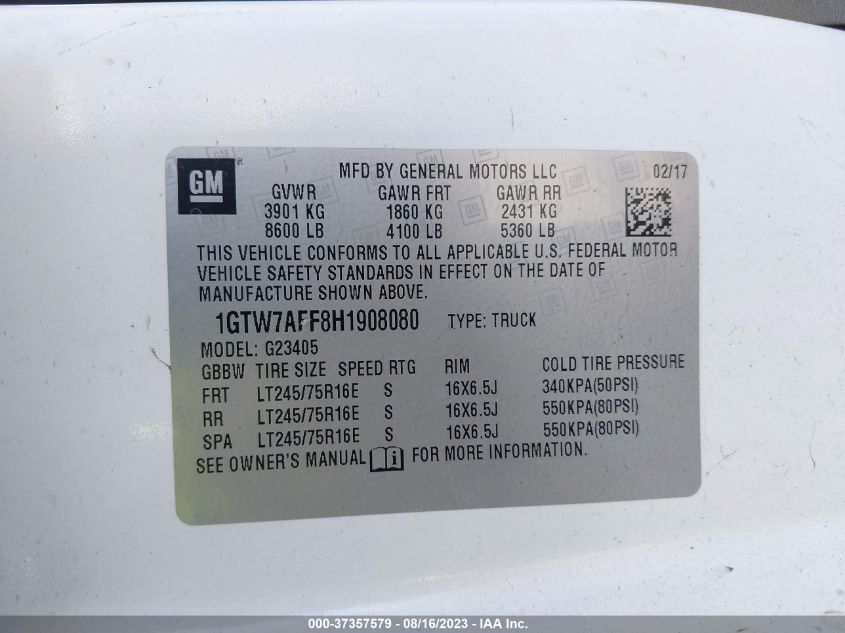 GM ®
MFD BY GENERAL MOTORS LLC 02/17
GVWR GAWR FRT GAWR RR
3901 KG 1860 KG 2431 KG
8600 LB 4100 LB 5360 LB
THIS VEHICLE CONFORMS TO ALL APPLICABLE U.S. FEDERAL MOTOR
VEHICLE SAFETY STANDARDS IN EFFECT ON THE DATE OF
MANUFACTURE SHOWN ABOVE.
1GTW7AFF8H1908080 TYPE: TRUCK
MODEL: G23405
GBBW TIRE SIZE SPEED RTG RIM COLD TIRE PRESSURE
FRT LT245/75R16E S 16X6.5J 340KPA(50PSI)
RR LT245/75R16E S 16X6.5J 550KPA(80PSI)
SPA LT245/75R16E S 16X6.5J 550KPA(80PSI)
SEE OWNER'S MANUAL i FOR MORE INFORMATION.
000-37357579 - 08/16/2023 - IAA Inc.